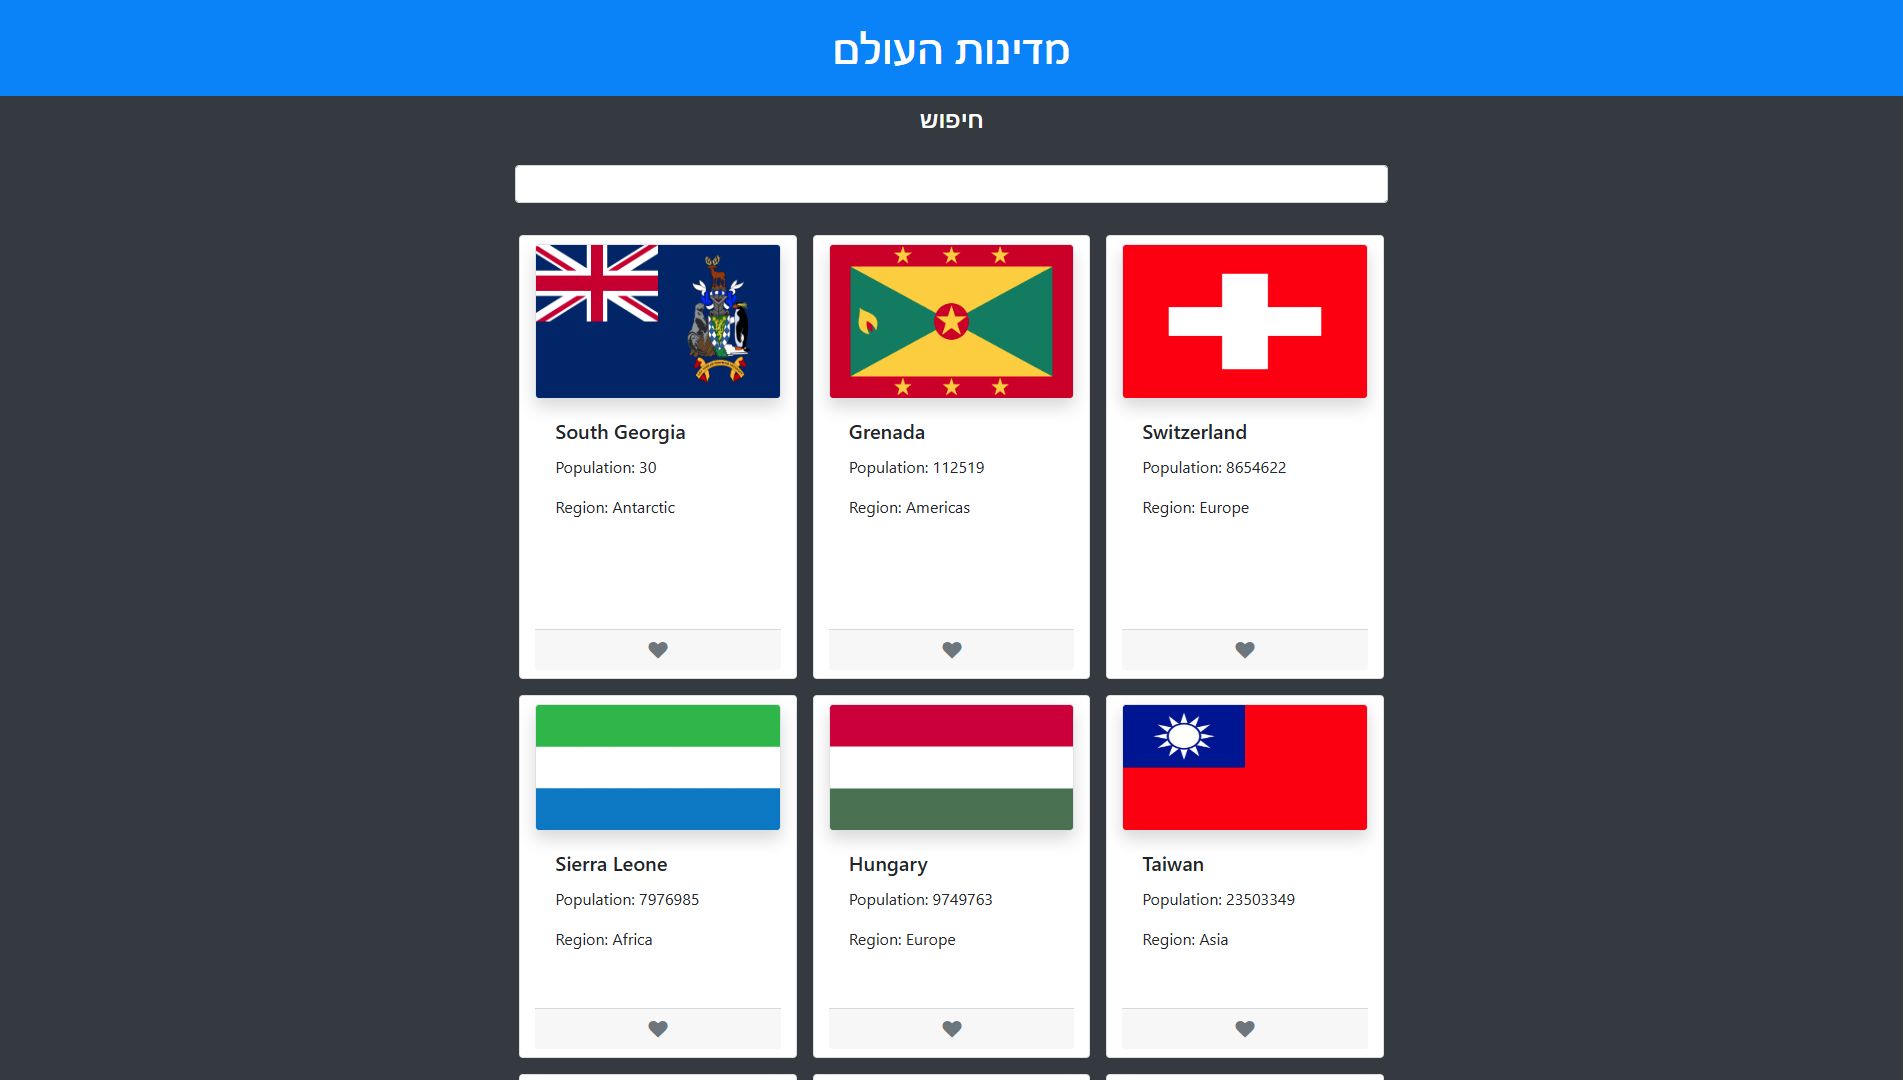 מדינות העולם
חיפוש
South Georgia
Population: 30
Region: Antarctic
Grenada
Population: 112519
Region: Americas
Switzerland
Population: 8654622
Region: Europe
Sierra Leone
Population: 7976985
Region: Africa
Hungary
Population: 9749763
Region: Europe
Taiwan
Population: 23503349
Region: Asia